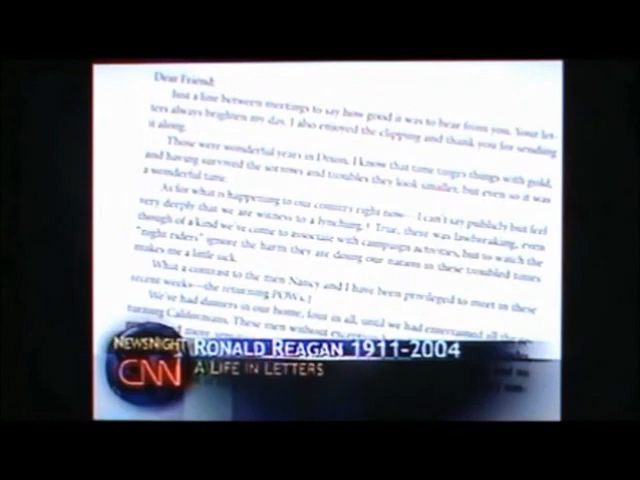 Dear Friend:
Just a line between meetings to say how good it was to hear from you. Your let-
ters always brighten my day. I also enjoyed the clipping and thank you for sending
it along.
Those were wonderful years in Dixon. I know that time tinges things with gold,
and having survived the sorrows and troubles they look smaller, but even so it was
a wonderful time.
As for what is happening to our country right now—I can't say publicly but feel
very deeply that we are witness to a lynching. True, there was lawbreaking, even
though of a kind we've come to associate with campaign activities, but to watch the
"night riders" ignore the harm they are doing our nation in these troubled times
makes me a little sick.
What a contrast to the men Nancy and I have been privileged to meet in these
recent weeks—the returning POWs!
We've had dinners in our home, four in all, until we had entertained all the
turning Californians. These men without
NEWSNIGHT
CNN
RONALD REAGAN 1911-2004
A LIFE IN LETTERS